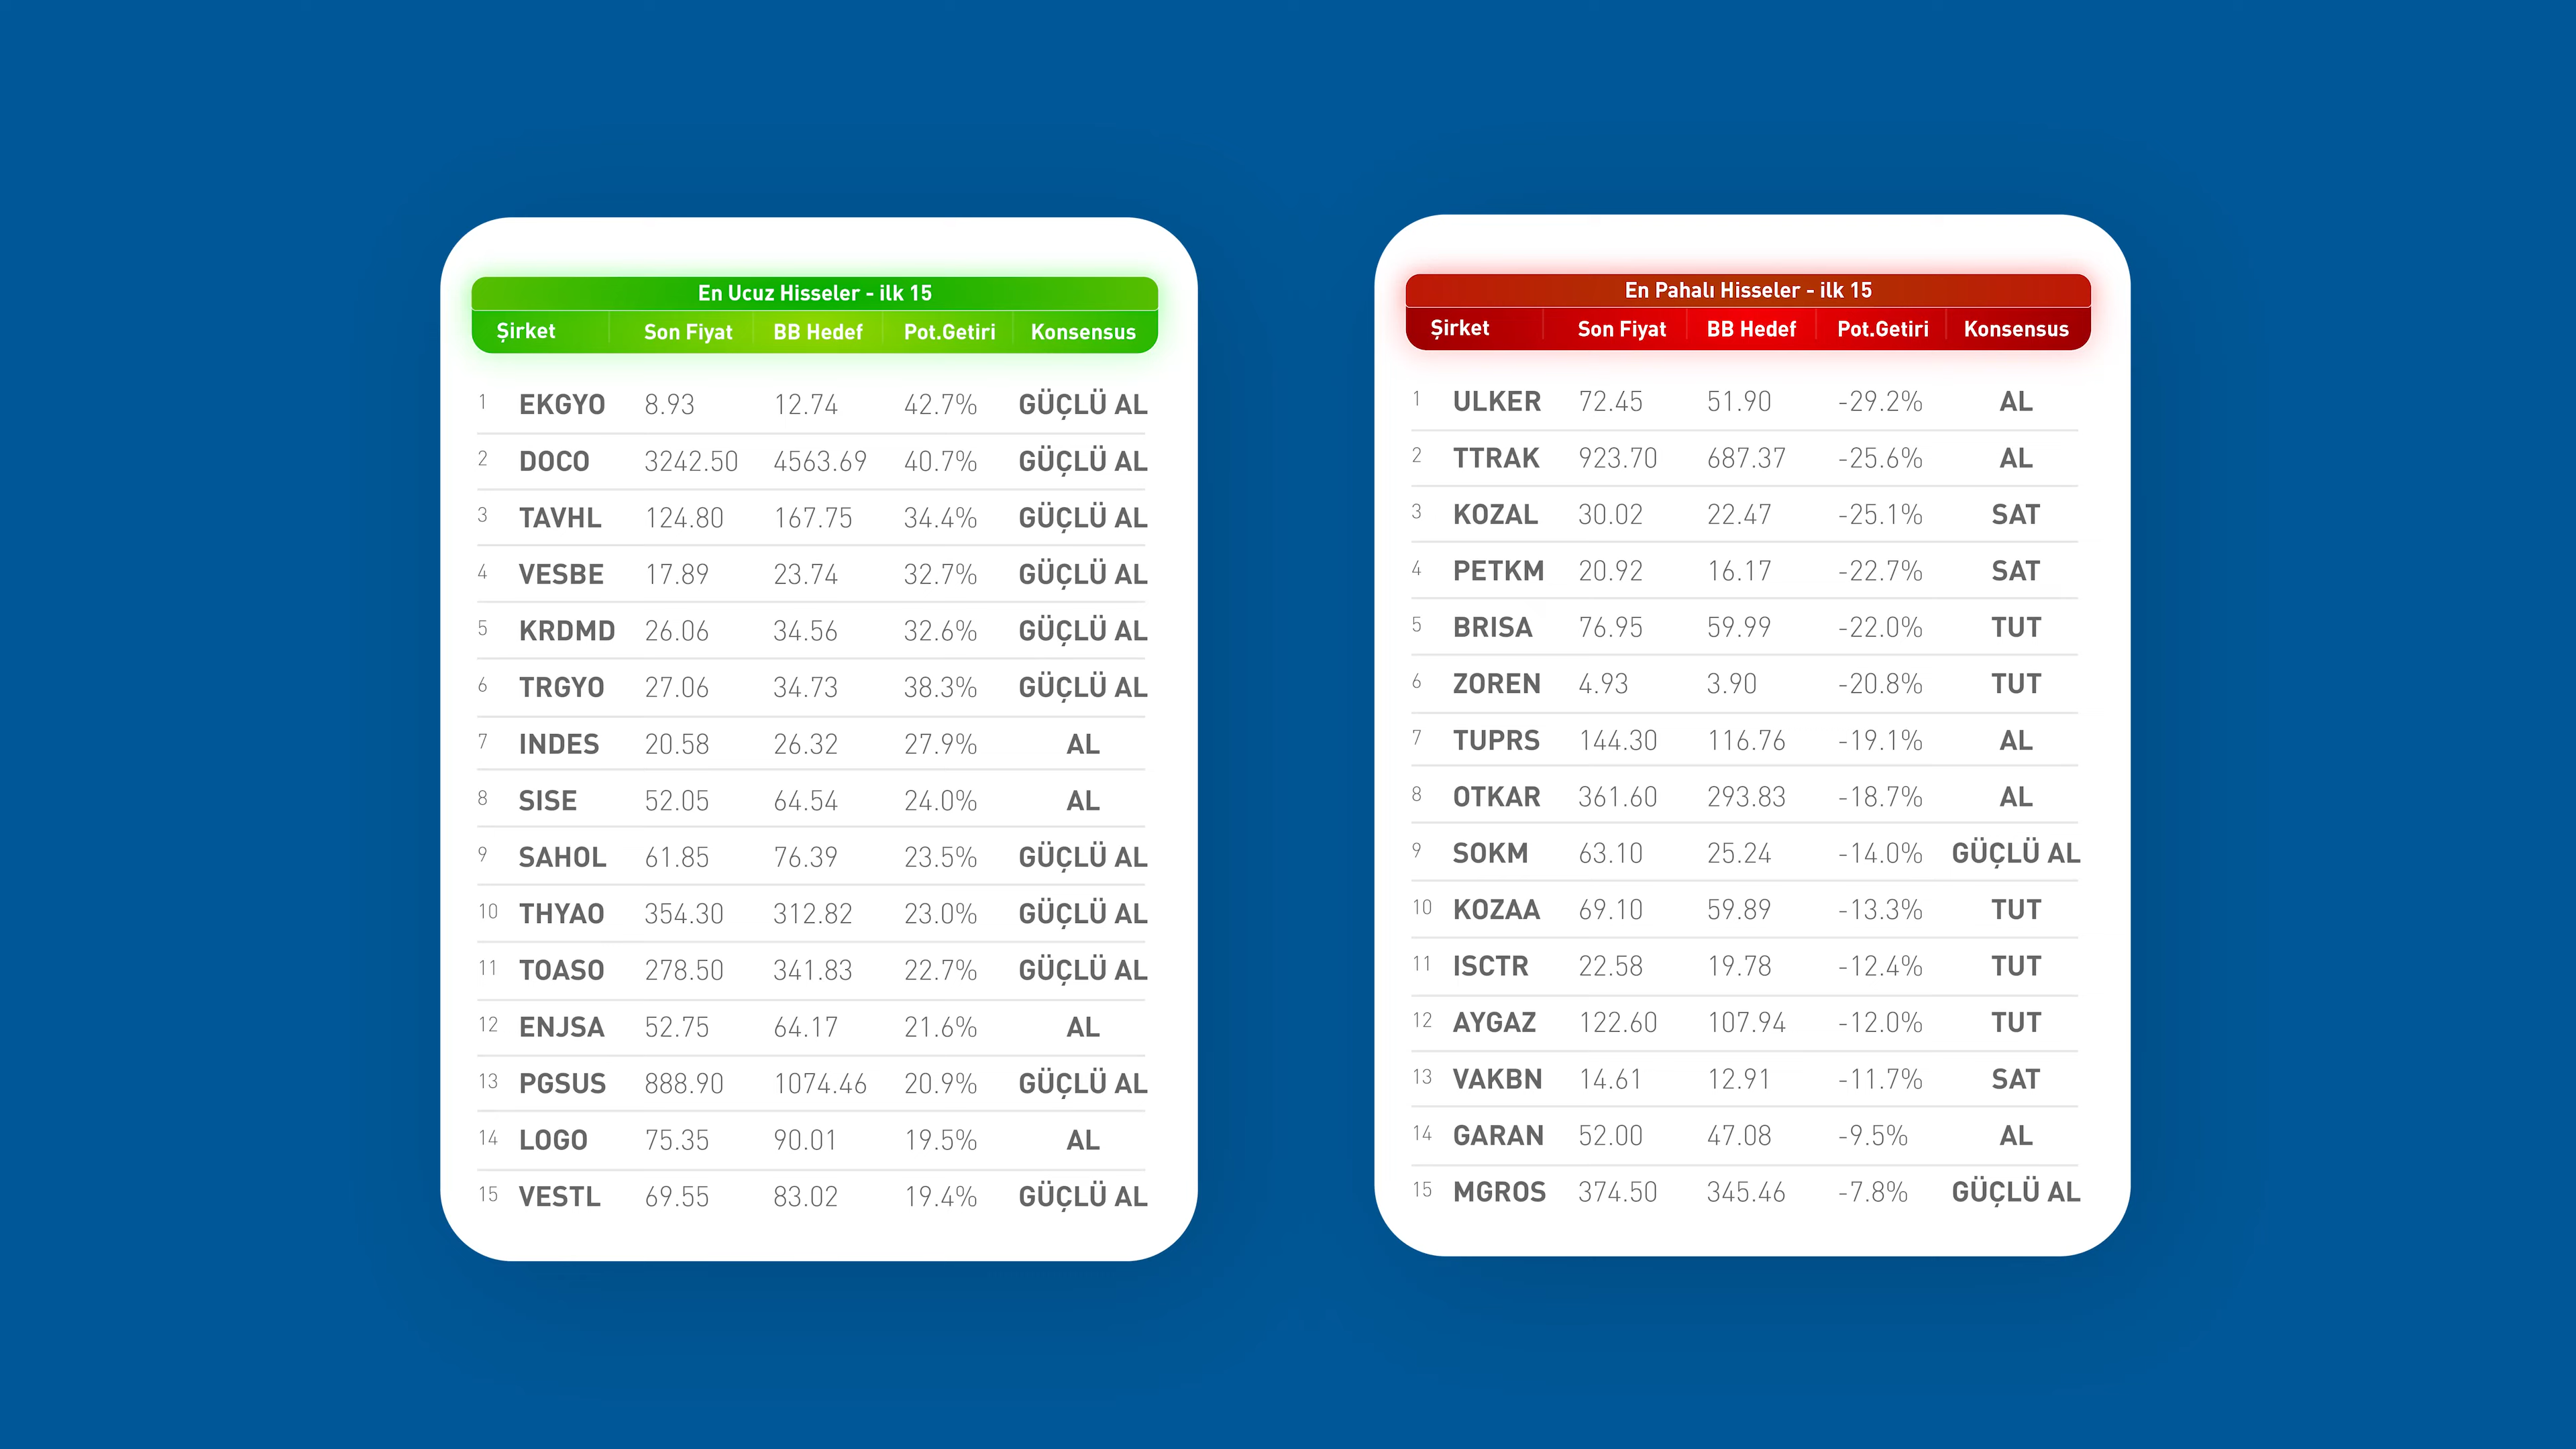 En Ucuz Hisseler - ilk 15
Şirket Son Fiyat BB Hedef Pot.Getiri Konsensus
1 EKGYO 8.93 12.74 42.7% GÜÇLÜ AL
2 DOCO 3242.50 4563.69 40.7% GÜÇLÜ AL
3 TAVHL 124.80 167.75 34.4% GÜÇLÜ AL
4 VESBE 17.89 23.74 32.7% GÜÇLÜ AL
5 KRDMD 26.06 34.56 32.6% GÜÇLÜ AL
6 TRGYO 27.06 34.73 38.3% GÜÇLÜ AL
7 INDES 20.58 26.32 27.9% AL
8 SISE 52.05 64.54 24.0% AL
9 SAHOL 61.85 76.39 23.5% GÜÇLÜ AL
10 THYAO 354.30 312.82 23.0% GÜÇLÜ AL
11 TOASO 278.50 341.83 22.7% GÜÇLÜ AL
12 ENJSA 52.75 64.17 21.6% AL
13 PGSUS 888.90 1074.46 20.9% GÜÇLÜ AL
14 LOGO 75.35 90.01 19.5% AL
15 VESTL 69.55 83.02 19.4% GÜÇLÜ AL
En Pahalı Hisseler - ilk 15
Şirket Son Fiyat BB Hedef Pot.Getiri Konsensus
1 ULKER 72.45 51.90 -29.2% AL
2 TTRAK 923.70 687.37 -25.6% AL
3 KOZAL 30.02 22.47 -25.1% SAT
4 PETKM 20.92 16.17 -22.7% SAT
5 BRISA 76.95 59.99 -22.0% TUT
6 ZOREN 4.93 3.90 -20.8% TUT
7 TUPRS 144.30 116.76 -19.1% AL
8 OTKAR 361.60 293.83 -18.7% AL
9 SOKM 63.10 25.24 -14.0% GÜÇLÜ AL
10 KOZAA 69.10 59.89 -13.3% TUT
11 ISCTR 22.58 19.78 -12.4% TUT
12 AYGAZ 122.60 107.94 -12.0% TUT
13 VAKBN 14.61 12.91 -11.7% SAT
14 GARAN 52.00 47.08 -9.5% AL
15 MGROS 374.50 345.46 -7.8% GÜÇLÜ AL